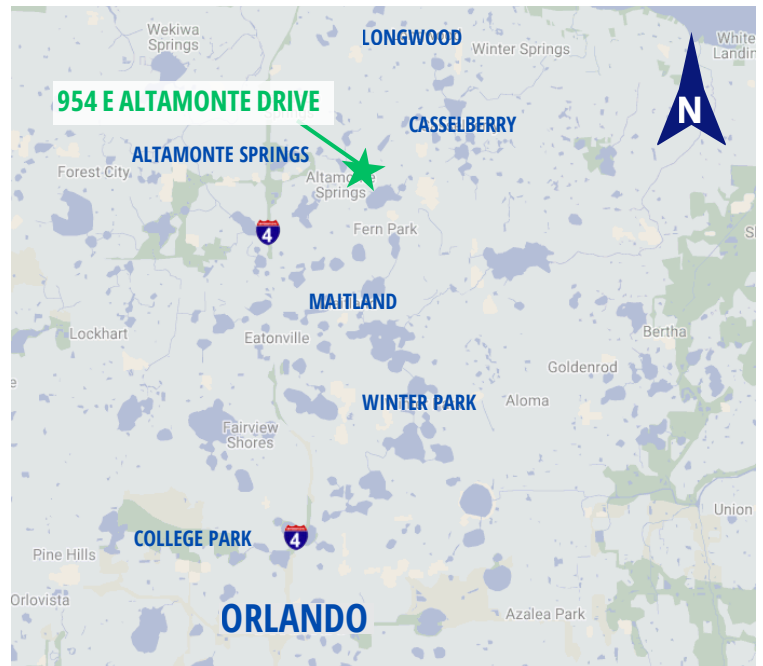 Wekiwa
Springs
LONGWOOD
Winter Springs
White
Landin
954 E ALTAMONTE DRIVE
Springs
N
CASSELBERRY
ALTAMONTE SPRINGS
Forest City
Altamonte
Springs
4
Fern Park
MAITLAND
Lockhart
Eatonville
Bertha
Goldenrod
WINTER PARK
Aloma
Fairview
Shores
Union
COLLEGE PARK
4
Pine Hills
Orlovista
ORLANDO
Azalea Park